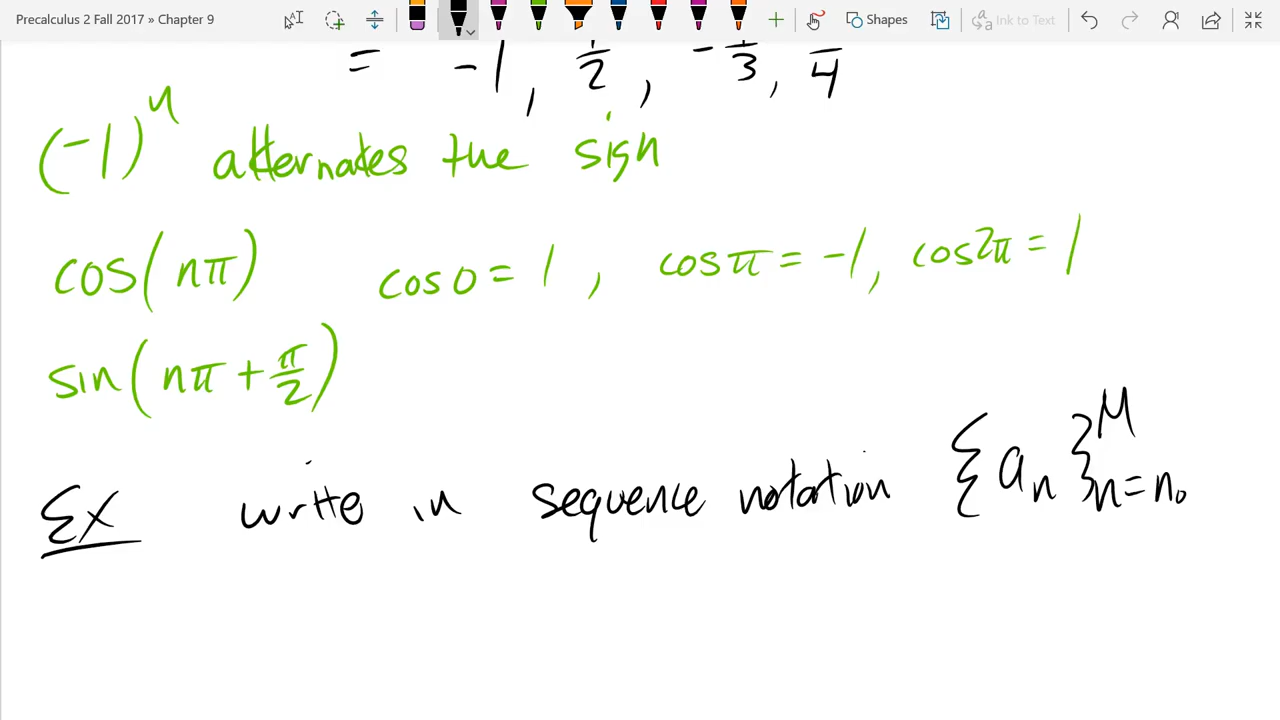 Precalculus 2 Fall 2017 » Chapter 9
Shapes
Ink to Text
= -1, 1/2, -1/3, 1/4
(-1)^n alternates the sign
cos(nπ) cos 0 = 1, cos π = -1, cos 2π = 1
sin(nπ + π/2)
Ex write in sequence notation {a_n}^M_{n=n_0}